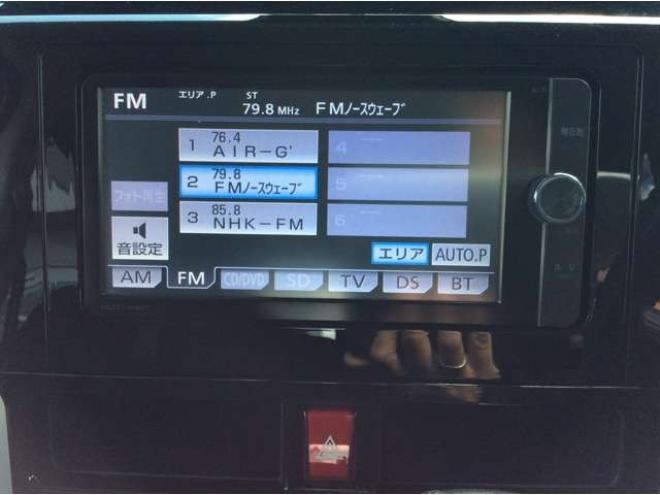 FM エリア.P ST 79.8 MHz FMノースウェーブ
1 76.4 AIR-G'
4
2 79.8 FMノースウェーブ
5
3 85.8 NHK-FM
6
フォト再生
音設定
エリア AUTO.P
AM FM CD/DVD SD TV DS BT
現在地